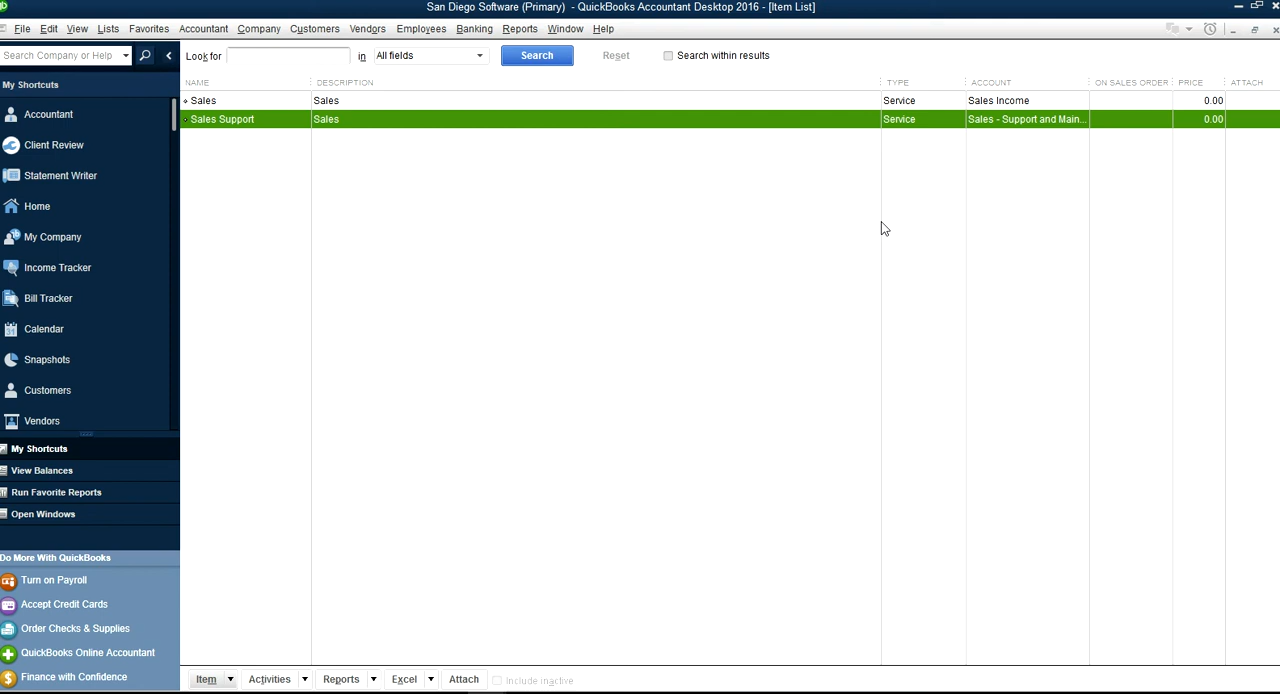 San Diego Software (Primary) - QuickBooks Accountant Desktop 2016 - [Item List]
File Edit View Lists Favorites Accountant Company Customers Vendors Employees Banking Reports Window Help
Search Company or Help Look for in All fields Search Reset Search within results
My Shortcuts
NAME DESCRIPTION TYPE ACCOUNT ON SALES ORDER PRICE ATTACH
Sales Sales Service Sales Income 0.00
Sales Support Sales Service Sales - Support and Main... 0.00
Accountant
Client Review
Statement Writer
Home
My Company
Income Tracker
Bill Tracker
Calendar
Snapshots
Customers
Vendors
My Shortcuts
View Balances
Run Favorite Reports
Open Windows
Do More With QuickBooks
Turn on Payroll
Accept Credit Cards
Order Checks & Supplies
QuickBooks Online Accountant
Finance with Confidence
Item Activities Reports Excel Attach Include inactive